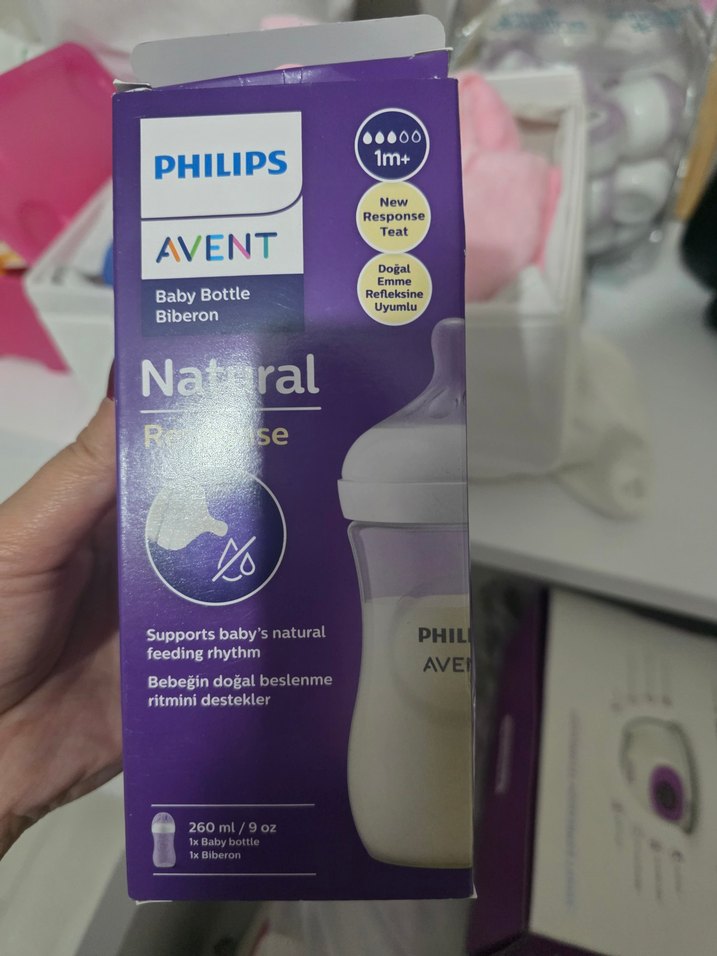 PHILIPS
AVENT
Baby Bottle
Biberon
1m+
New
Response
Teat
Doğal
Emme
Refleksine
Uyumlu
Natural
Response
Supports baby's natural
feeding rhythm
Bebeğin doğal beslenme
ritmini destekler
PHILI
AVEN
260 ml / 9 oz
1x Baby bottle
1x Biberon